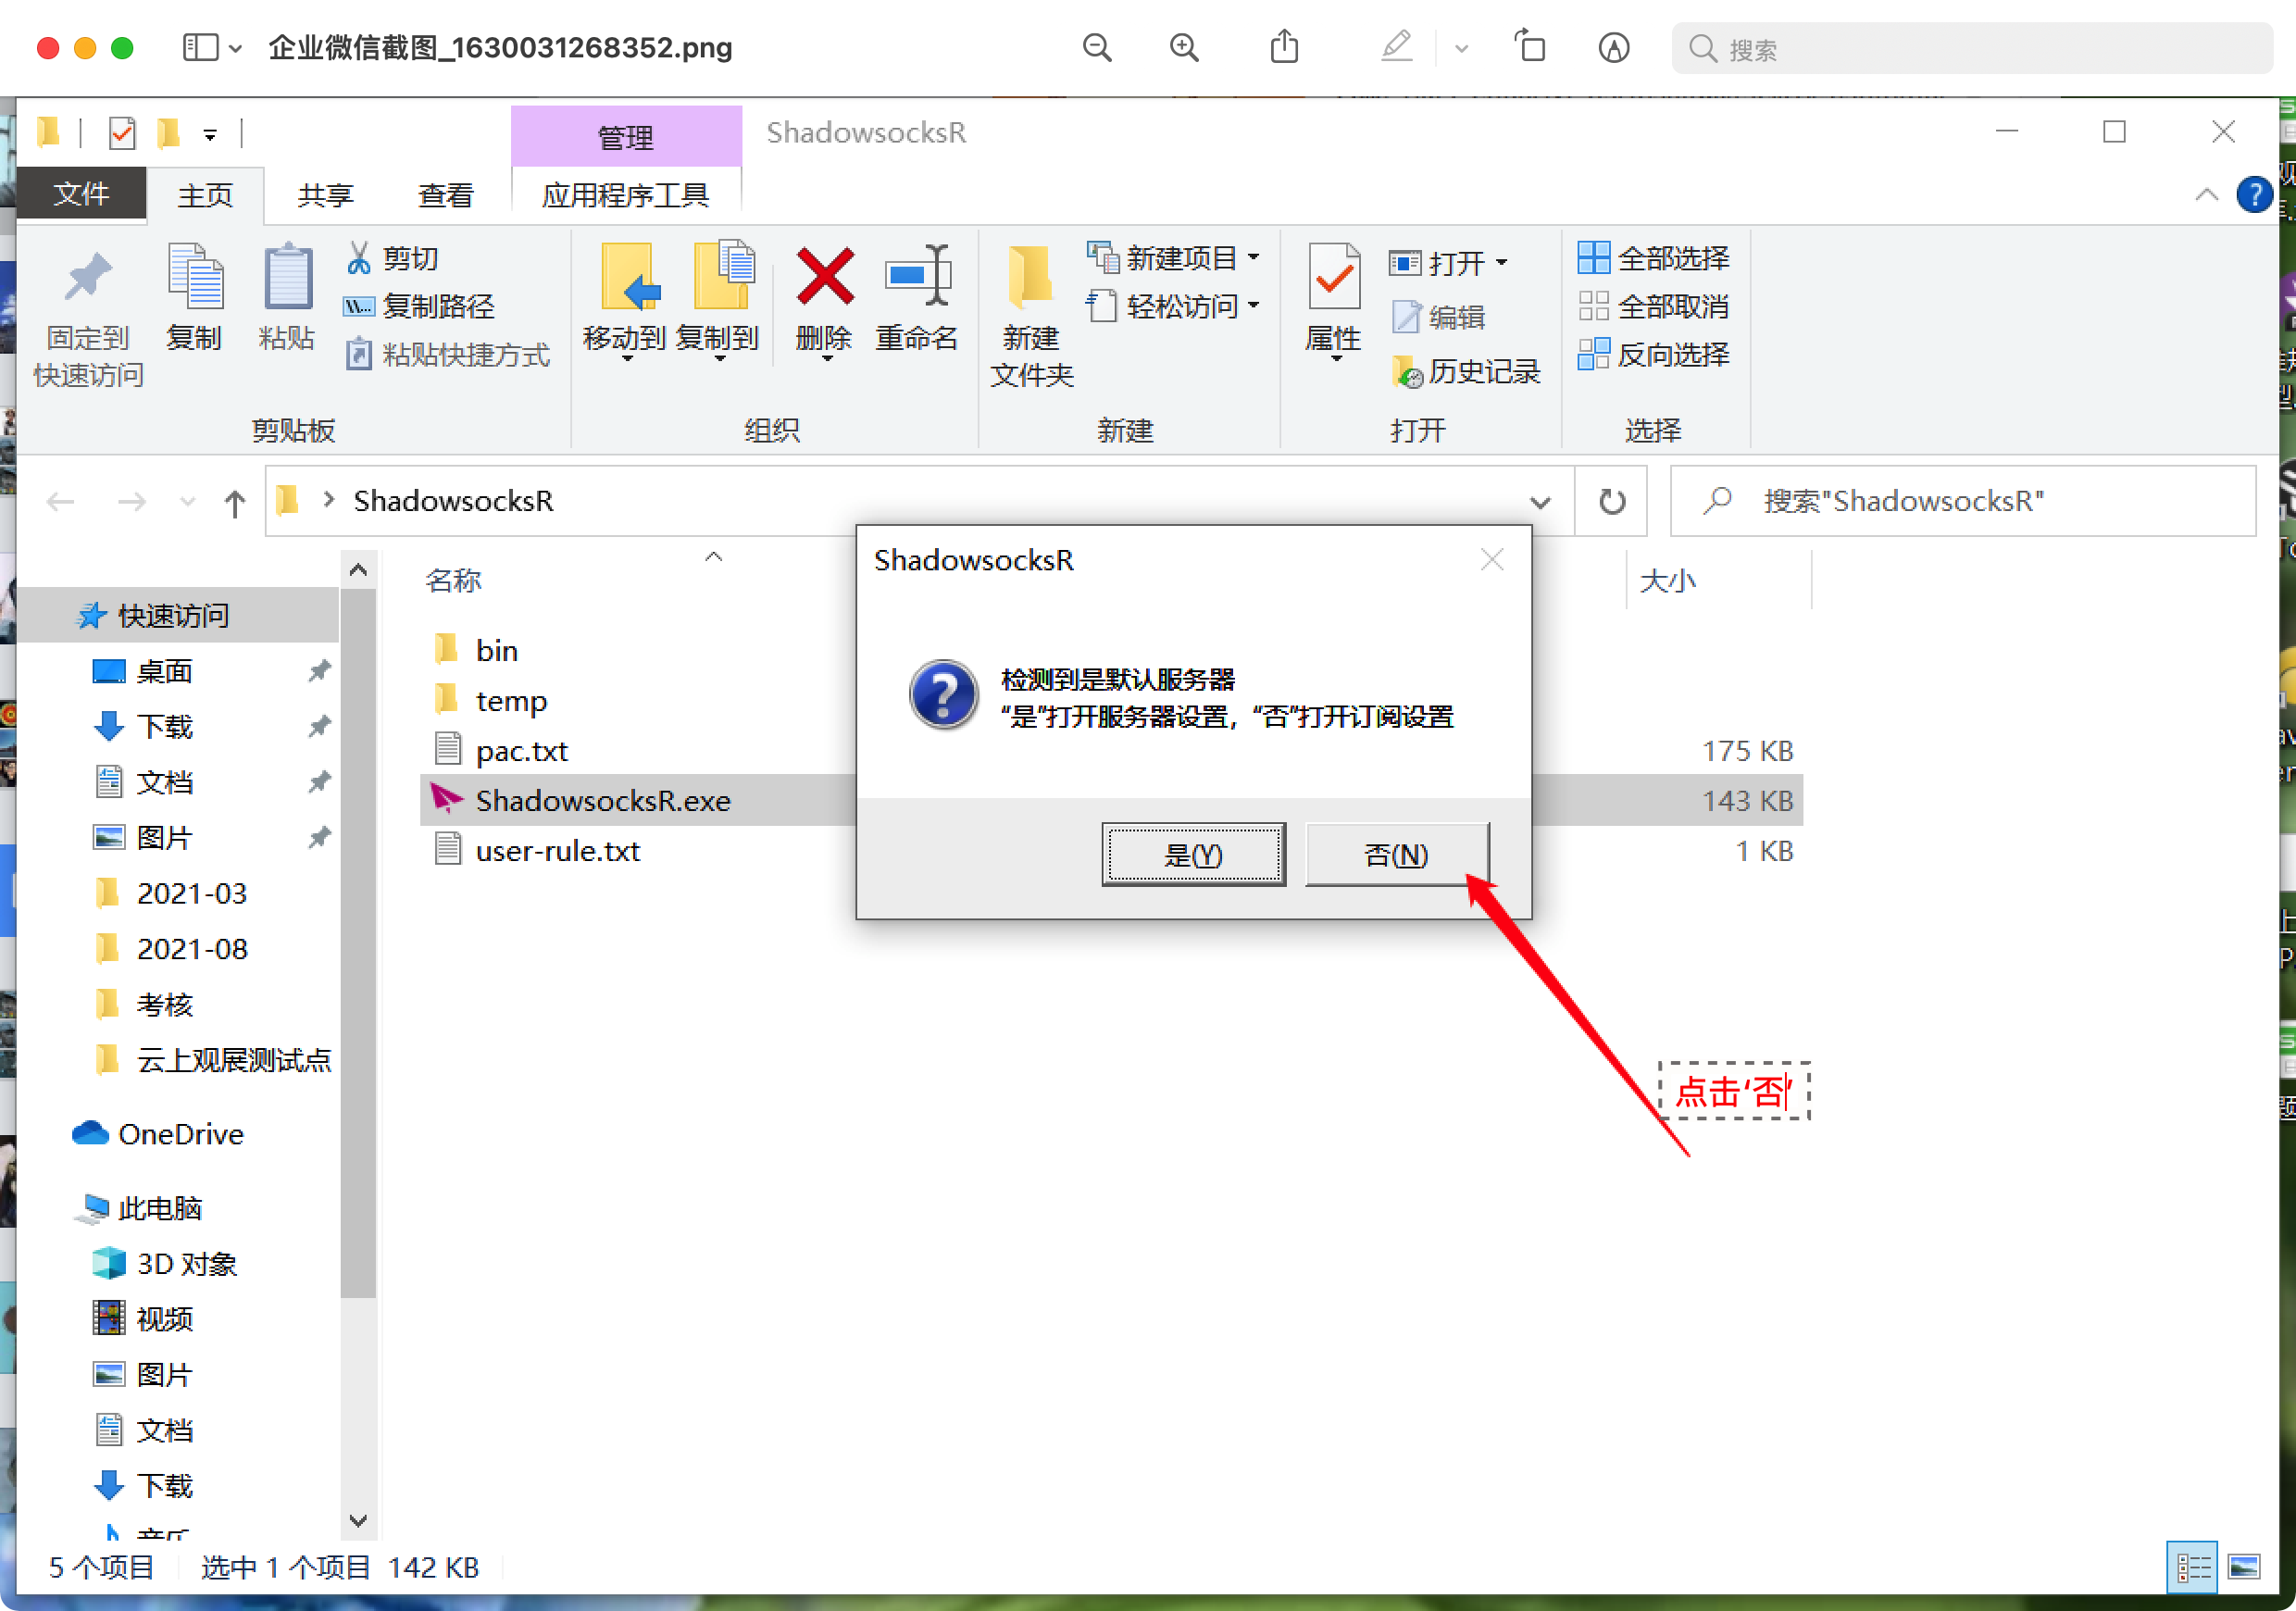 企业微信截图_1630031268352.png
搜索
管理
ShadowsocksR
文件
主页
共享
查看
应用程序工具
固定到
快速访问
复制
粘贴
剪切
复制路径
粘贴快捷方式
剪贴板
移动到
复制到
删除
重命名
组织
新建
文件夹
新建项目
轻松访问
新建
属性
打开
编辑
历史记录
打开
全部选择
全部取消
反向选择
选择
ShadowsocksR
搜索"ShadowsocksR"
快速访问
桌面
下载
文档
图片
2021-03
2021-08
考核
云上观展测试点
OneDrive
此电脑
3D 对象
视频
图片
文档
下载
音乐
名称
大小
bin
temp
pac.txt
175 KB
ShadowsocksR.exe
143 KB
user-rule.txt
1 KB
ShadowsocksR
检测到是默认服务器
“是”打开服务器设置，“否”打开订阅设置
是(Y)
否(N)
点击‘否’
5 个项目
选中 1 个项目 142 KB